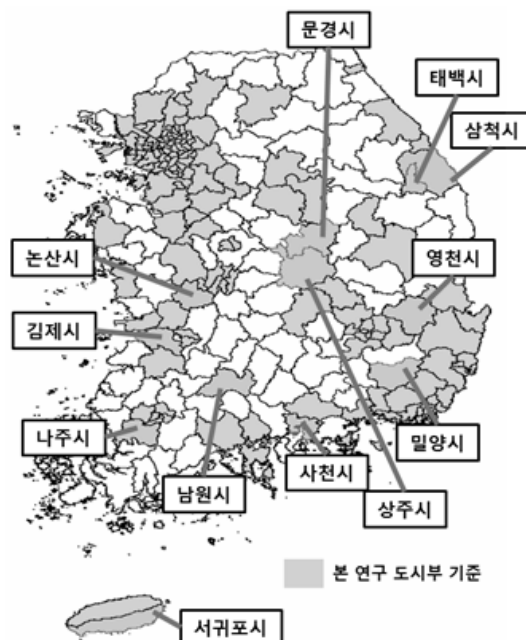 문경시
태백시
삼척시
논산시
영천시
김제시
나주시
밀양시
사천시
남원시
상주시
본 연구 도시부 기준
서귀포시